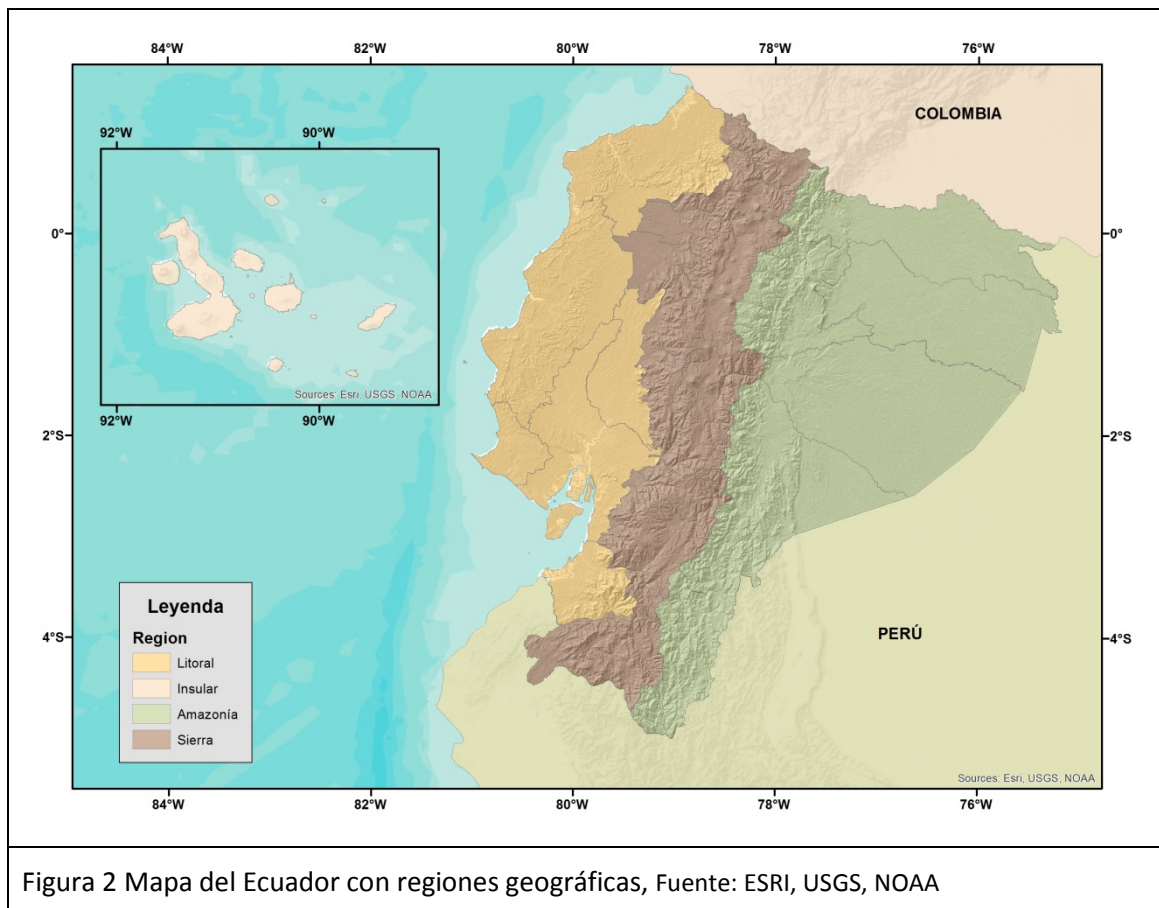 84°W 82°W 80°W 78°W 76°W
COLOMBIA
92°W 90°W
0° 0°
Sources: Esri, USGS, NOAA
92°W 90°W
2°S 2°S
Leyenda
Region
Litoral
Insular
Amazonía
Sierra
4°S 4°S
PERÚ
Sources: Esri, USGS, NOAA
84°W 82°W 80°W 78°W 76°W
Figura 2 Mapa del Ecuador con regiones geográficas, Fuente: ESRI, USGS, NOAA